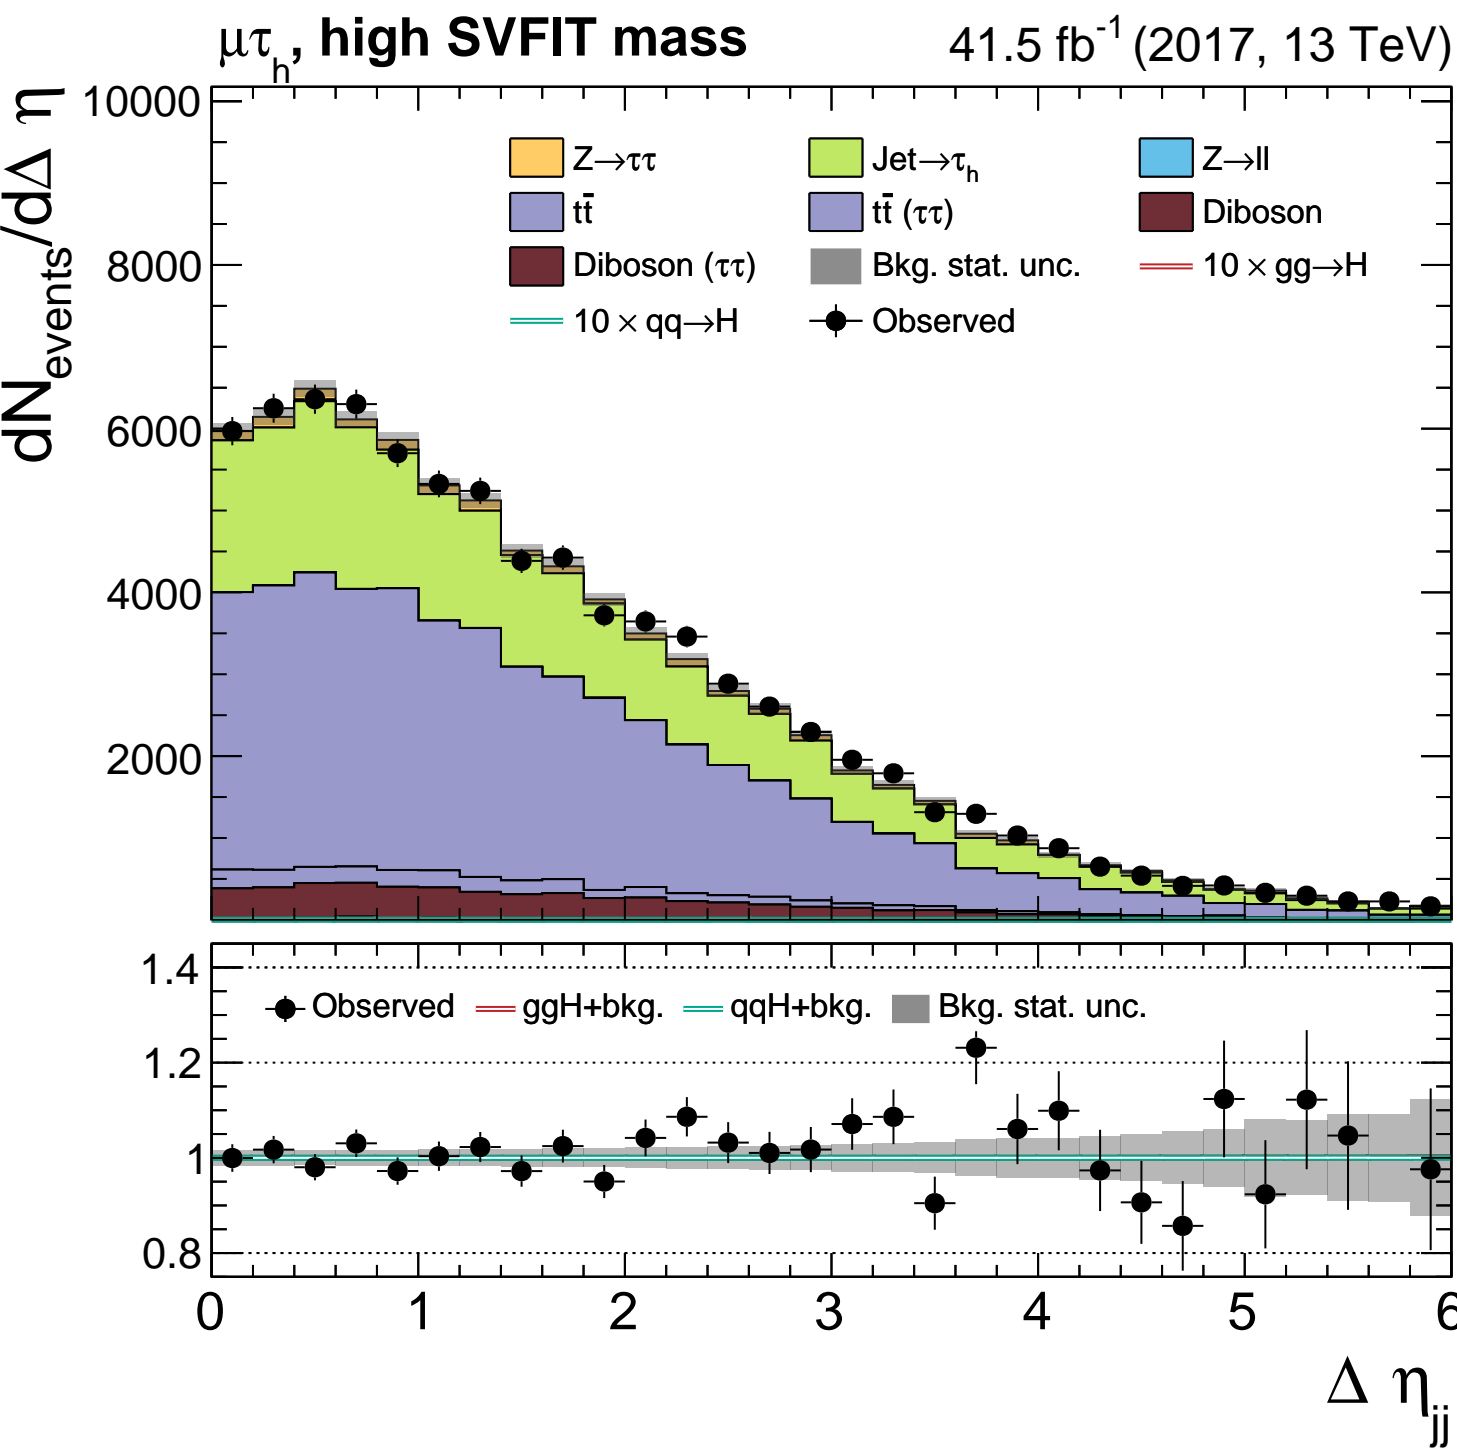 μτh, high SVFIT mass 41.5 fb-1 (2017, 13 TeV)
dNevents/dΔ η
10000
8000
6000
4000
2000
Z→ττ Jet→τh Z→ll
tt̄ tt̄ (ττ) Diboson
Diboson (ττ) Bkg. stat. unc. 10 × gg→H
10 × qq→H Observed
1.4
1.2
1
0.8
Observed ggH+bkg. qqH+bkg. Bkg. stat. unc.
0 1 2 3 4 5 6
Δ ηjj